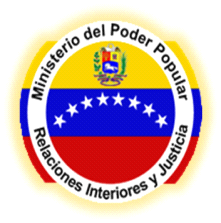 Ministerio del Poder Popular
Relaciones Interiores y Justicia